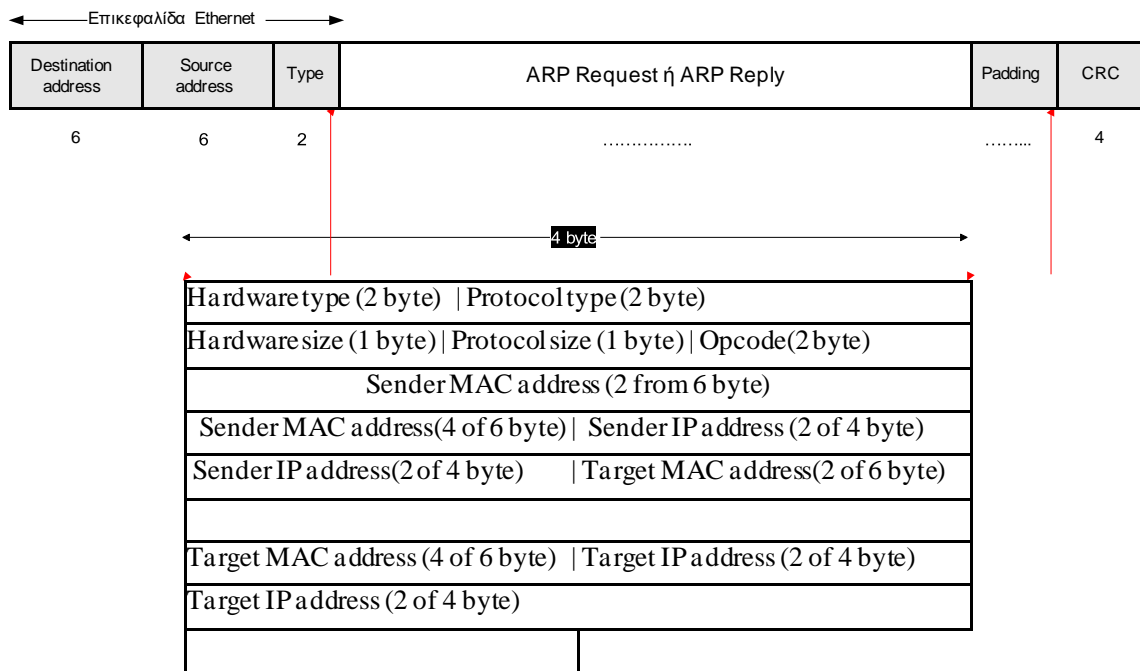 Επικεφαλίδα Ethernet
Destination address
Source address
Type
ARP Request ή ARP Reply
Padding
CRC
6
6
2
................
.........
4
4 byte
Hardware type (2 byte) | Protocol type (2 byte)
Hardware size (1 byte) | Protocol size (1 byte) | Opcode(2 byte)
Sender MAC address (2 from 6 byte)
Sender MAC address(4 of 6 byte) | Sender IP address (2 of 4 byte)
Sender IP address(2 of 4 byte) | Target MAC address(2 of 6 byte)
Target MAC address (4 of 6 byte) | Target IP address (2 of 4 byte)
Target IP address (2 of 4 byte)